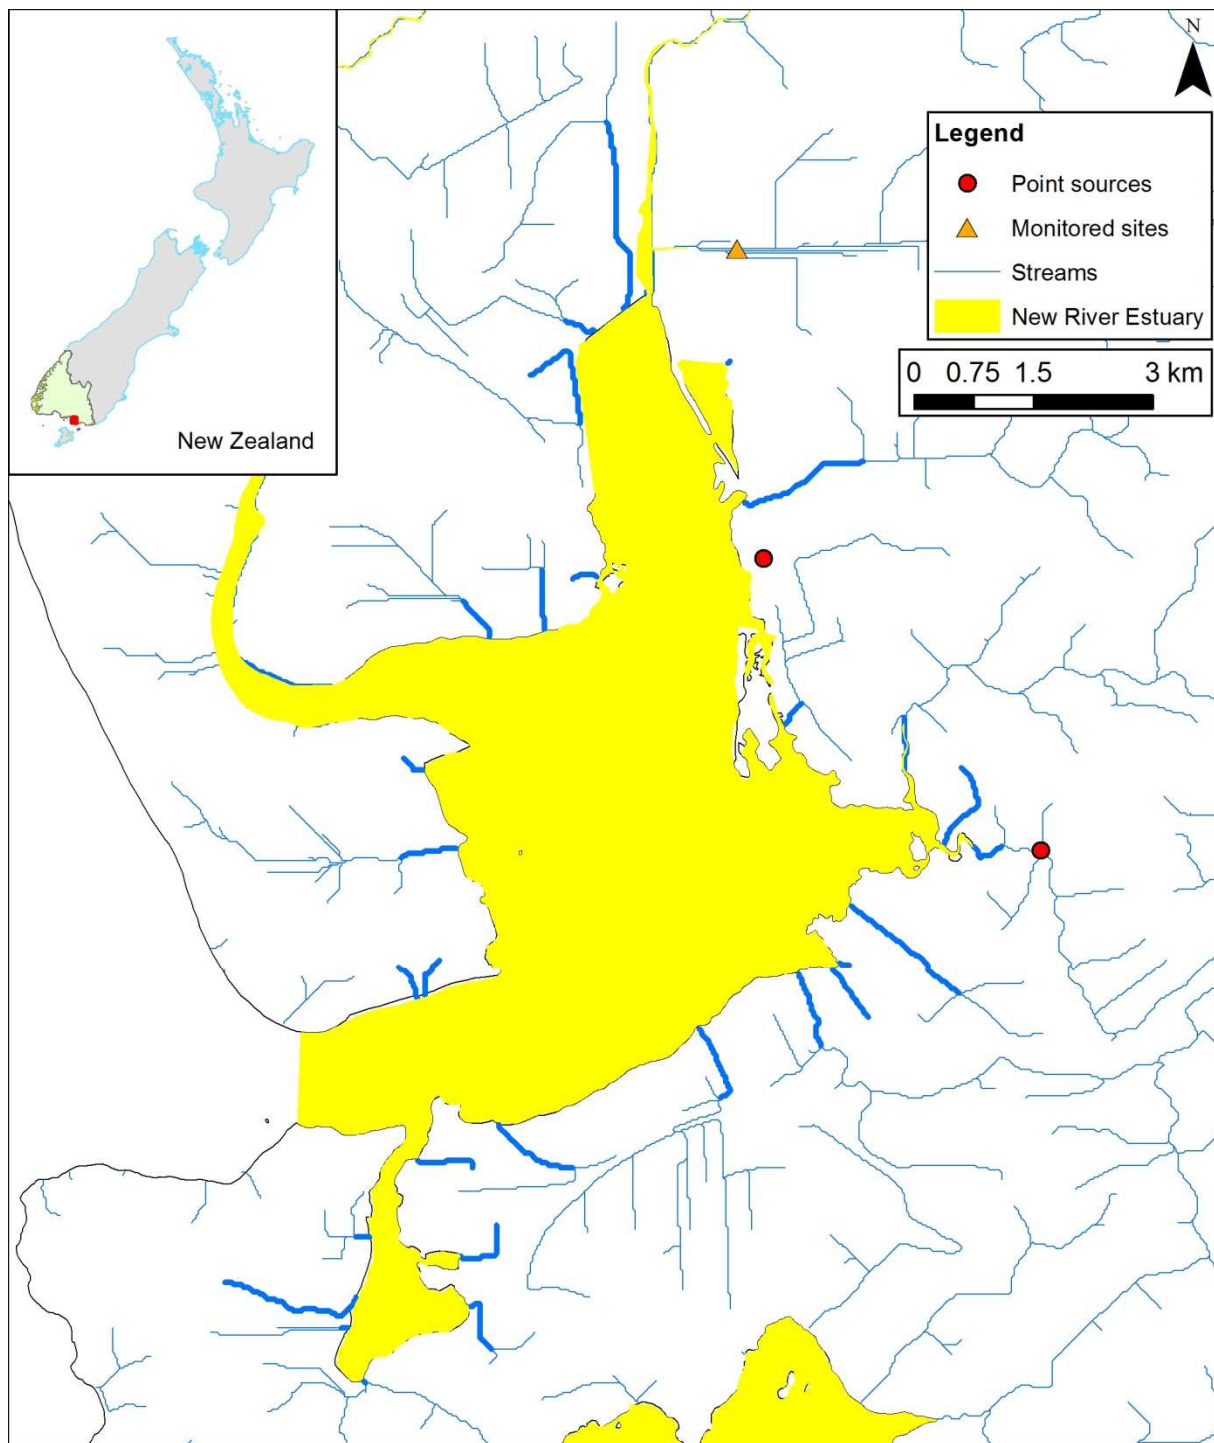 New Zealand
N
Legend
Point sources
Monitored sites
Streams
New River Estuary
0 0.75 1.5 3 km